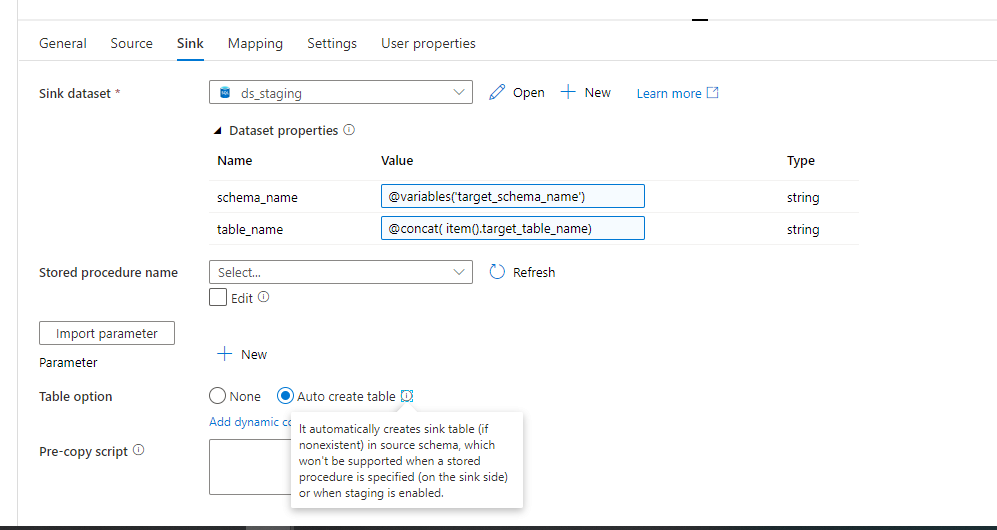 General Source Sink Mapping Settings User properties
Sink dataset * ds_staging Open New Learn more
Dataset properties
Name Value Type
schema_name @variables('target_schema_name') string
table_name @concat( item().target_table_name) string
Stored procedure name Select... Refresh
Edit
Import parameter
New
Parameter
Table option None Auto create table
Add dynamic co
It automatically creates sink table (if
nonexistent) in source schema, which
won't be supported when a stored
procedure is specified (on the sink side)
or when staging is enabled.
Pre-copy script